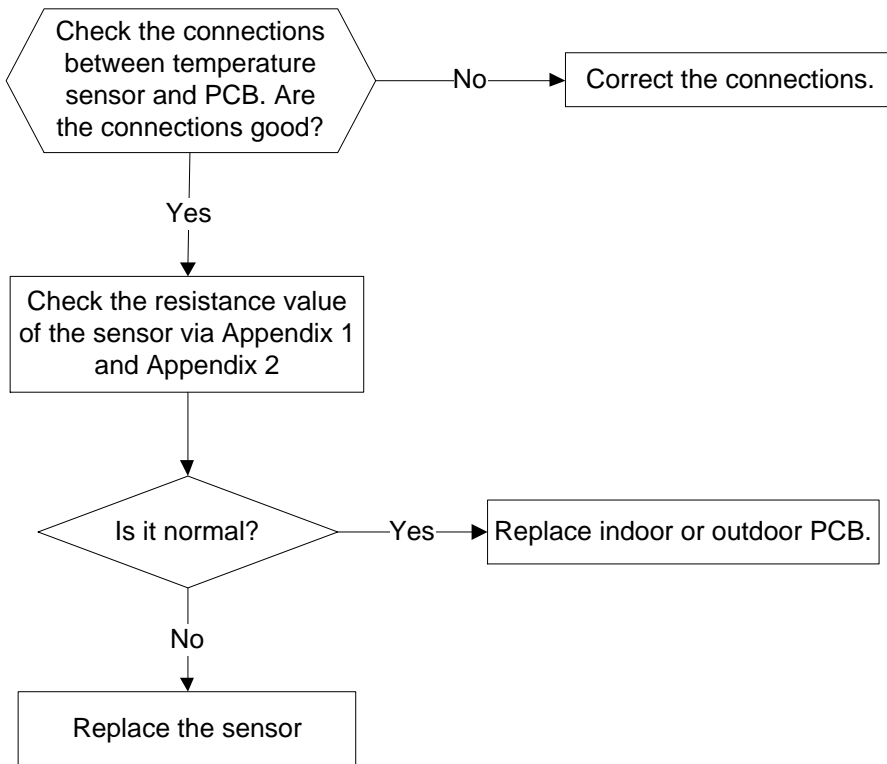 Check the connections
between temperature
sensor and PCB. Are
the connections good?
No
Correct the connections.
Yes
Check the resistance value
of the sensor via Appendix 1
and Appendix 2
Is it normal?
Yes
Replace indoor or outdoor PCB.
No
Replace the sensor